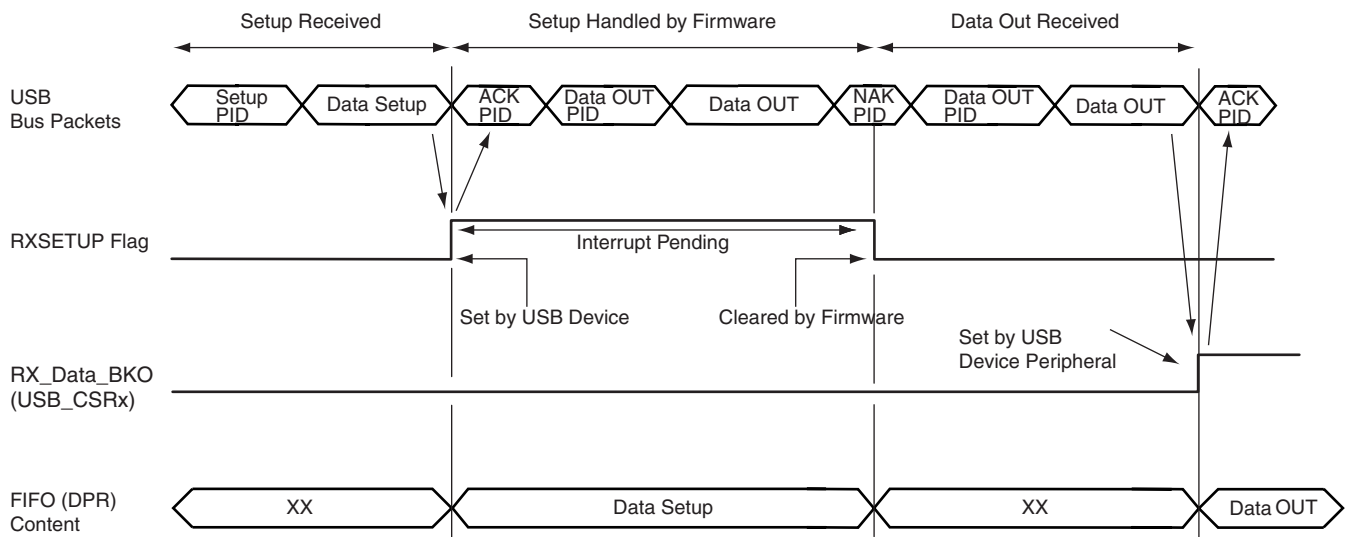 Setup Received
Setup Handled by Firmware
Data Out Received
USB
Bus Packets
Setup
PID
Data Setup
ACK
PID
Data OUT
PID
Data OUT
NAK
PID
Data OUT
PID
Data OUT
ACK
PID
RXSETUP Flag
Interrupt Pending
Set by USB Device
Cleared by Firmware
Set by USB
Device Peripheral
RX_Data_BKO
(USB_CSRx)
FIFO (DPR)
Content
XX
Data Setup
XX
Data OUT